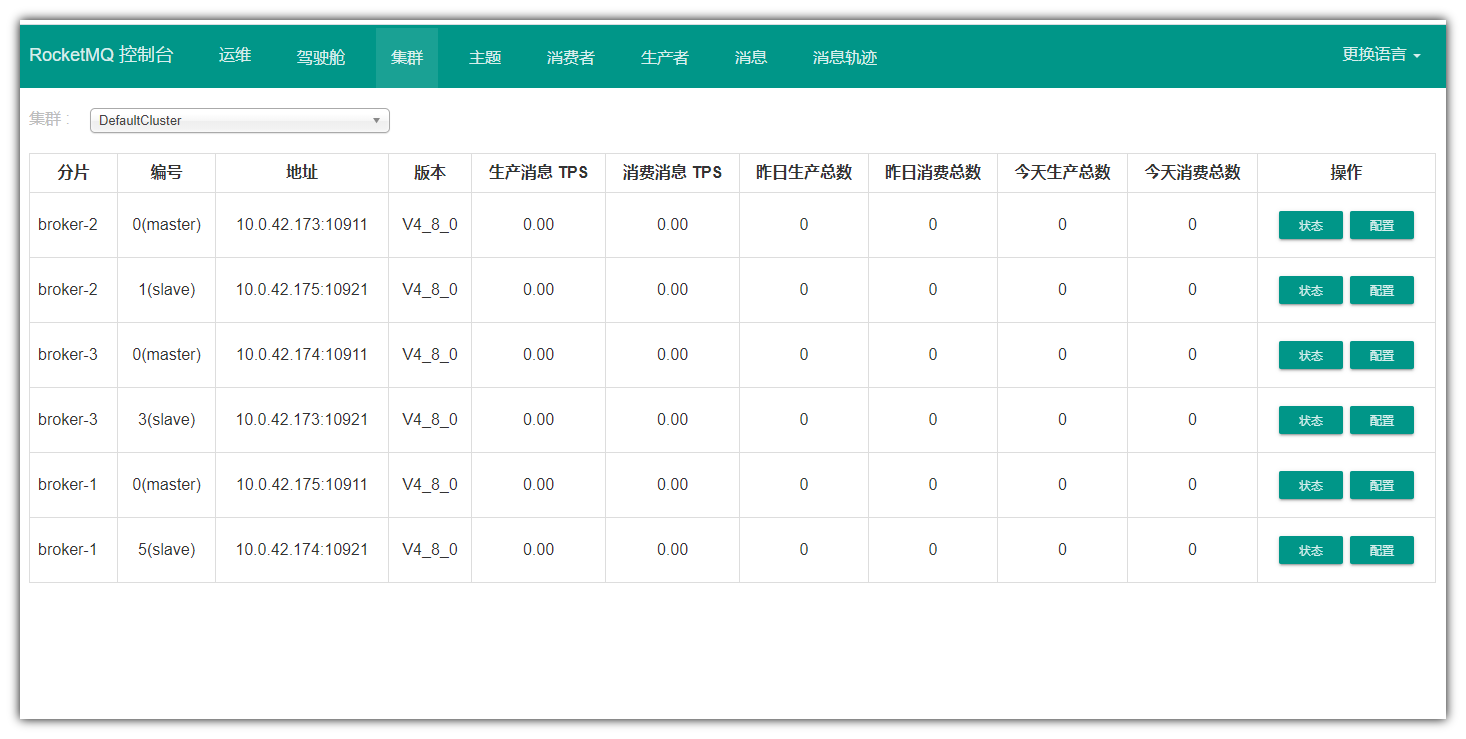 RocketMQ 控制台 运维 驾驶舱 集群 主题 消费者 生产者 消息 消息轨迹 更换语言
集群 : DefaultCluster
分片 编号 地址 版本 生产消息 TPS 消费消息 TPS 昨日生产总数 昨日消费总数 今天生产总数 今天消费总数 操作
broker-2 0(master) 10.0.42.173:10911 V4_8_0 0.00 0.00 0 0 0 0 状态 配置
broker-2 1(slave) 10.0.42.175:10921 V4_8_0 0.00 0.00 0 0 0 0 状态 配置
broker-3 0(master) 10.0.42.174:10911 V4_8_0 0.00 0.00 0 0 0 0 状态 配置
broker-3 3(slave) 10.0.42.173:10921 V4_8_0 0.00 0.00 0 0 0 0 状态 配置
broker-1 0(master) 10.0.42.175:10911 V4_8_0 0.00 0.00 0 0 0 0 状态 配置
broker-1 5(slave) 10.0.42.174:10921 V4_8_0 0.00 0.00 0 0 0 0 状态 配置